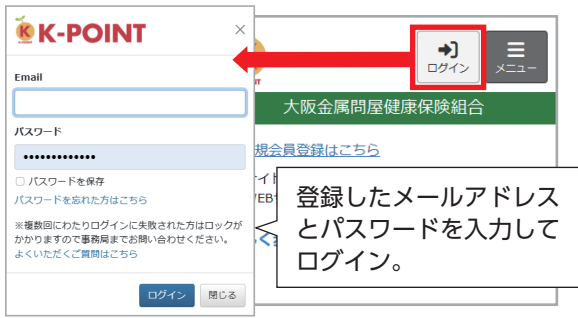 K-POINT
×
Email
パスワード
••••••••••••
パスワードを保存
パスワードを忘れた方はこちら
※複数回にわたりログインに失敗された方はロックが
かかりますので事務局までお問い合わせください。
よくいただくご質問はこちら
ログイン
閉じる
ログイン
メニュー
大阪金属問屋健康保険組合
規会員登録はこちら
登録したメールアドレス
とパスワードを入力して
ログイン。